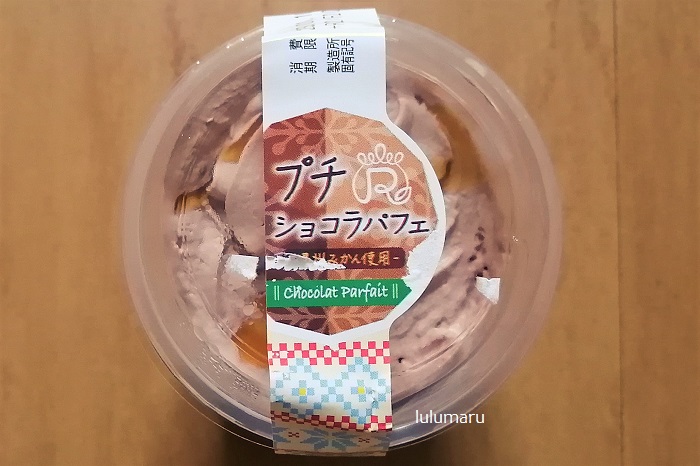 消費
期限
製造所
固有記号
プチ
R
ショコラパフェ
みかん使用-
|| Chocolat Parfait ||
lulumaru